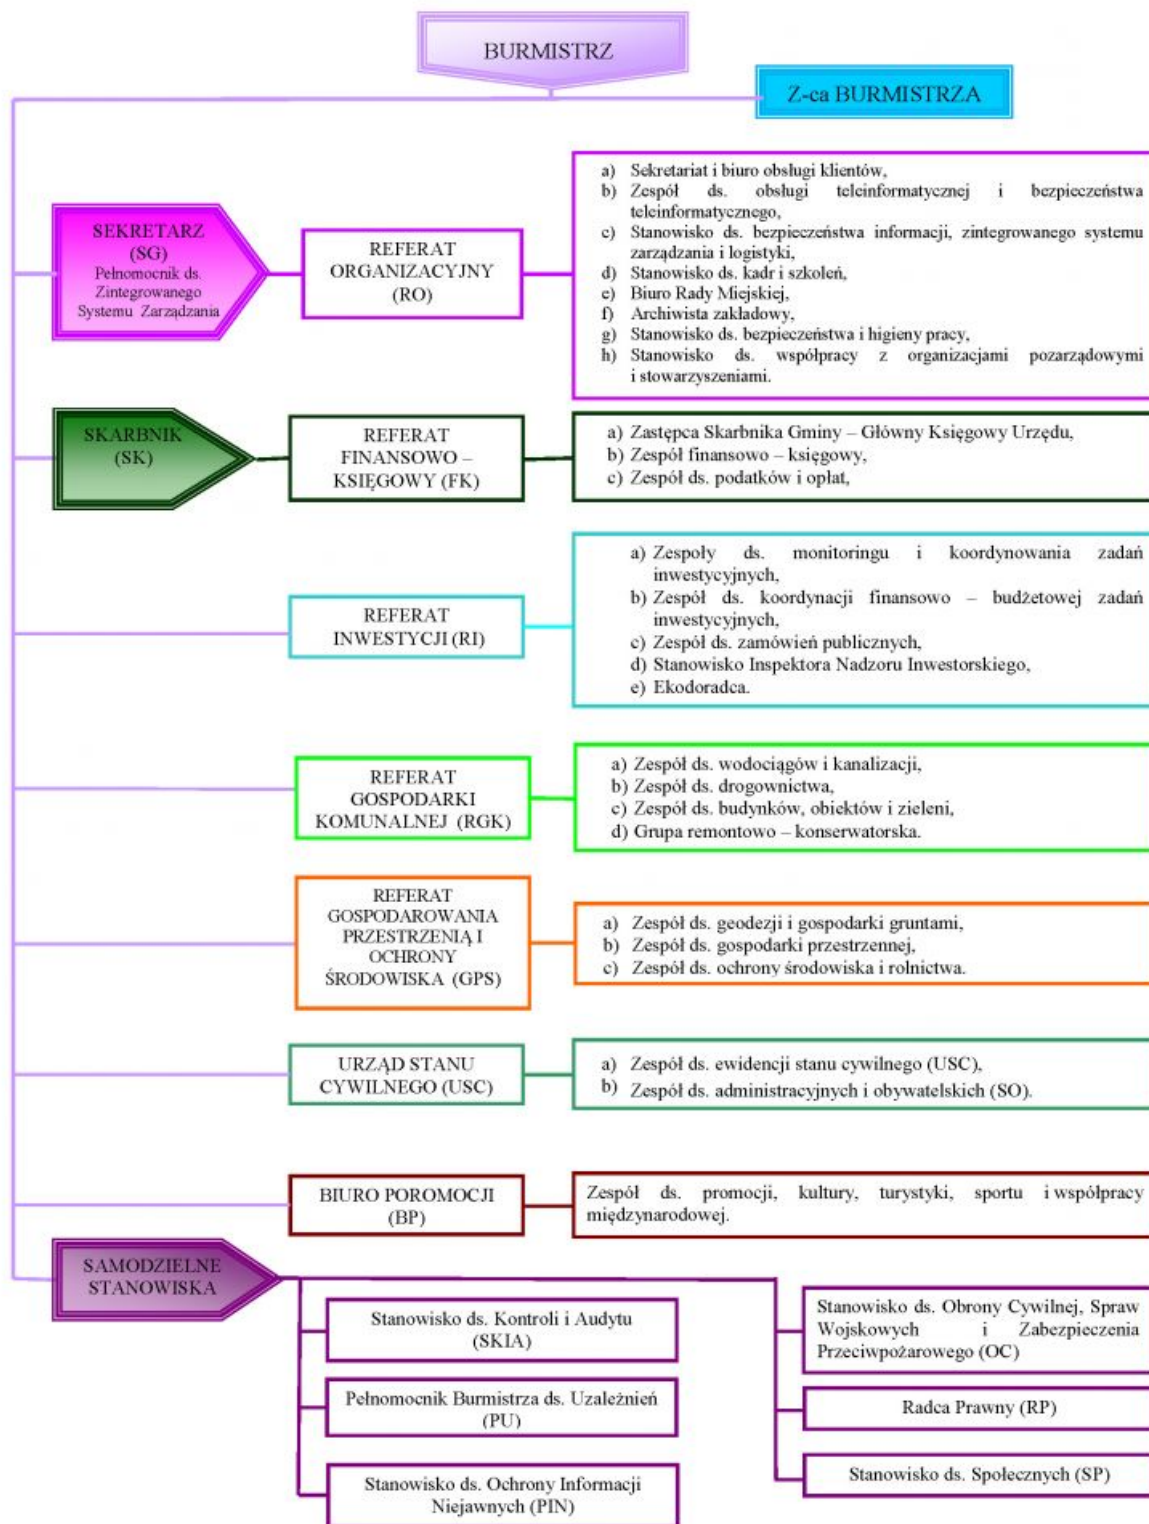 BURMISTRZ
Z-ca BURMISTRZA
SEKRETARZ
(SG)
Pełnomocnik ds.
Zintegrowanego
Systemu Zarządzania
REFERAT
ORGANIZACYJNY
(RO)
a) Sekretariat i biuro obsługi klientów,
b) Zespół ds. obsługi teleinformatycznej i bezpieczeństwa
teleinformatycznego,
c) Stanowisko ds. bezpieczeństwa informacji, zintegrowanego systemu
zarządzania i logistyki,
d) Stanowisko ds. kadr i szkoleń,
e) Biuro Rady Miejskiej,
f) Archiwista zakładowy,
g) Stanowisko ds. bezpieczeństwa i higieny pracy,
h) Stanowisko ds. współpracy z organizacjami pozarządowymi
i stowarzyszeniami.
SKARBNIK
(SK)
REFERAT
FINANSOWO –
KSIĘGOWY (FK)
a) Zastępca Skarbnika Gminy – Główny Księgowy Urzędu,
b) Zespół finansowo – księgowy,
c) Zespół ds. podatków i opłat,
REFERAT
INWESTYCJI (RI)
a) Zespoły ds. monitoringu i koordynowania zadań
inwestycyjnych,
b) Zespół ds. koordynacji finansowo – budżetowej zadań
inwestycyjnych,
c) Zespół ds. zamówień publicznych,
d) Stanowisko Inspektora Nadzoru Inwestorskiego,
e) Ekodoradca.
REFERAT
GOSPODARKI
KOMUNALNEJ (RGK)
a) Zespół ds. wodociągów i kanalizacji,
b) Zespół ds. drogownictwa,
c) Zespół ds. budynków, obiektów i zieleni,
d) Grupa remontowo – konserwatorska.
REFERAT
GOSPODAROWANIA
PRZESTRZENIĄ I
OCHRONY
ŚRODOWISKA (GPS)
a) Zespół ds. geodezji i gospodarki gruntami,
b) Zespół ds. gospodarki przestrzennej,
c) Zespół ds. ochrony środowiska i rolnictwa.
URZĄD STANU
CYWILNEGO (USC)
a) Zespół ds. ewidencji stanu cywilnego (USC),
b) Zespół ds. administracyjnych i obywatelskich (SO).
BIURO POROMOCJI
(BP)
Zespół ds. promocji, kultury, turystyki, sportu i współpracy
międzynarodowej.
SAMODZIELNE
STANOWISKA
Stanowisko ds. Kontroli i Audytu
(SKIA)
Pełnomocnik Burmistrza ds. Uzależnień
(PU)
Stanowisko ds. Ochrony Informacji
Niejawnych (PIN)
Stanowisko ds. Obrony Cywilnej, Spraw
Wojskowych i Zabezpieczenia
Przeciwpożarowego (OC)
Radca Prawny (RP)
Stanowisko ds. Społecznych (SP)